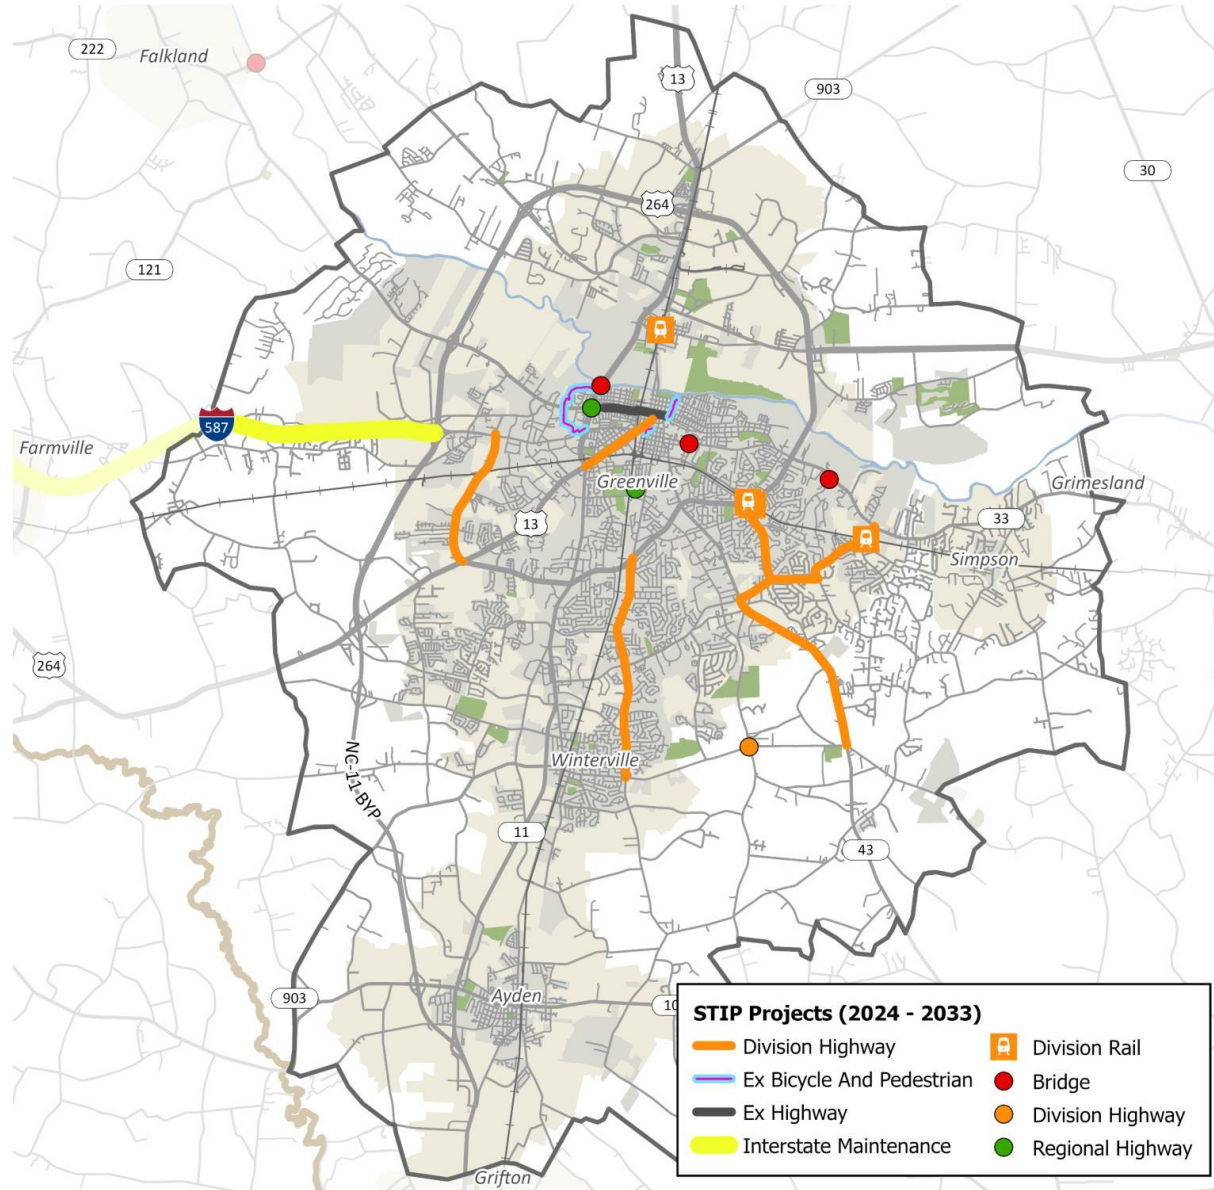 222
Falkland
13
903
30
264
121
587
Farmville
Greenville
Grimesland
13
33
Simpson
264
NC-11 BYP
Winterville
11
43
903
Ayden
10
Grifton
STIP Projects (2024 - 2033)
Division Highway
Ex Bicycle And Pedestrian
Ex Highway
Interstate Maintenance
Division Rail
Bridge
Division Highway
Regional Highway